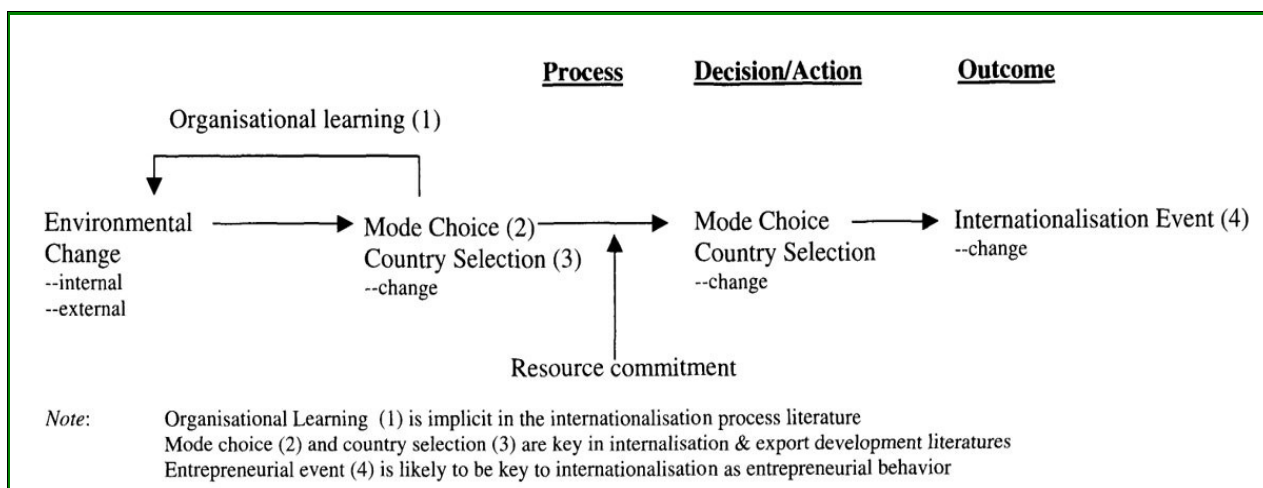 Process Decision/Action Outcome
Organisational learning (1)
Environmental
Change
--internal
--external
Mode Choice (2)
Country Selection (3)
--change
Mode Choice
Country Selection
--change
Internationalisation Event (4)
--change
Resource commitment
Note: Organisational Learning (1) is implicit in the internationalisation process literature
Mode choice (2) and country selection (3) are key in internalisation & export development literatures
Entrepreneurial event (4) is likely to be key to internationalisation as entrepreneurial behavior